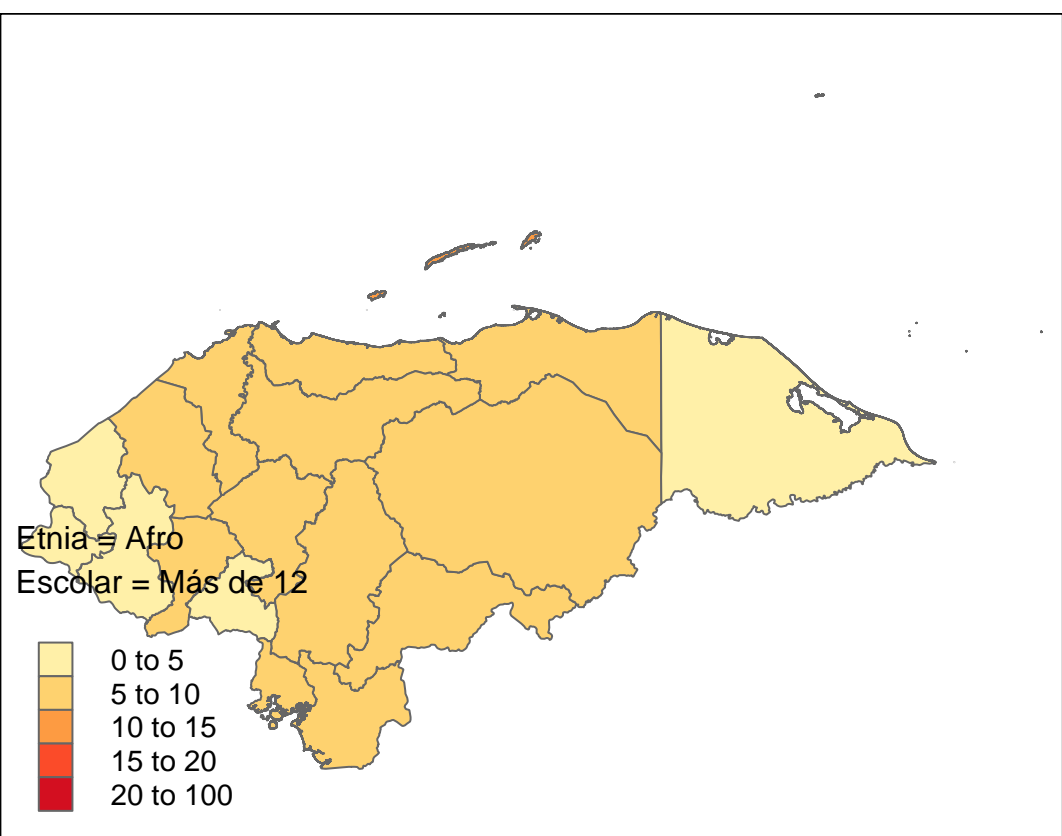 Etnia = Afro
Escolar = Más de 12
0 to 5
5 to 10
10 to 15
15 to 20
20 to 100